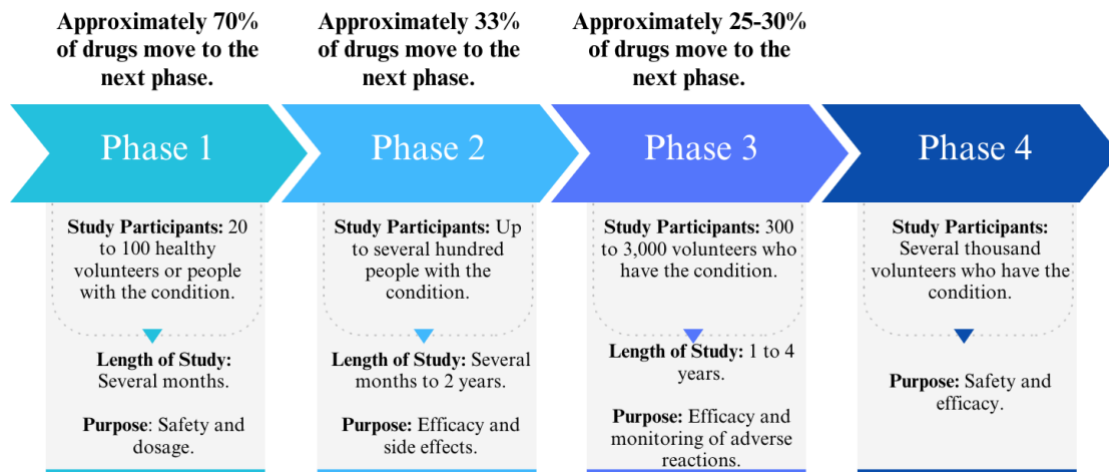 Approximately 70%
of drugs move to the
next phase.
Approximately 33%
of drugs move to the
next phase.
Approximately 25-30%
of drugs move to the
next phase.
Phase 1
Phase 2
Phase 3
Phase 4
Study Participants: 20
to 100 healthy
volunteers or people
with the condition.
Length of Study:
Several months.
Purpose: Safety and
dosage.
Study Participants: Up
to several hundred
people with the
condition.
Length of Study: Several
months to 2 years.
Purpose: Efficacy and
side effects.
Study Participants: 300
to 3,000 volunteers who
have the condition.
Length of Study: 1 to 4
years.
Purpose: Efficacy and
monitoring of adverse
reactions.
Study Participants:
Several thousand
volunteers who have the
condition.
Purpose: Safety and
efficacy.